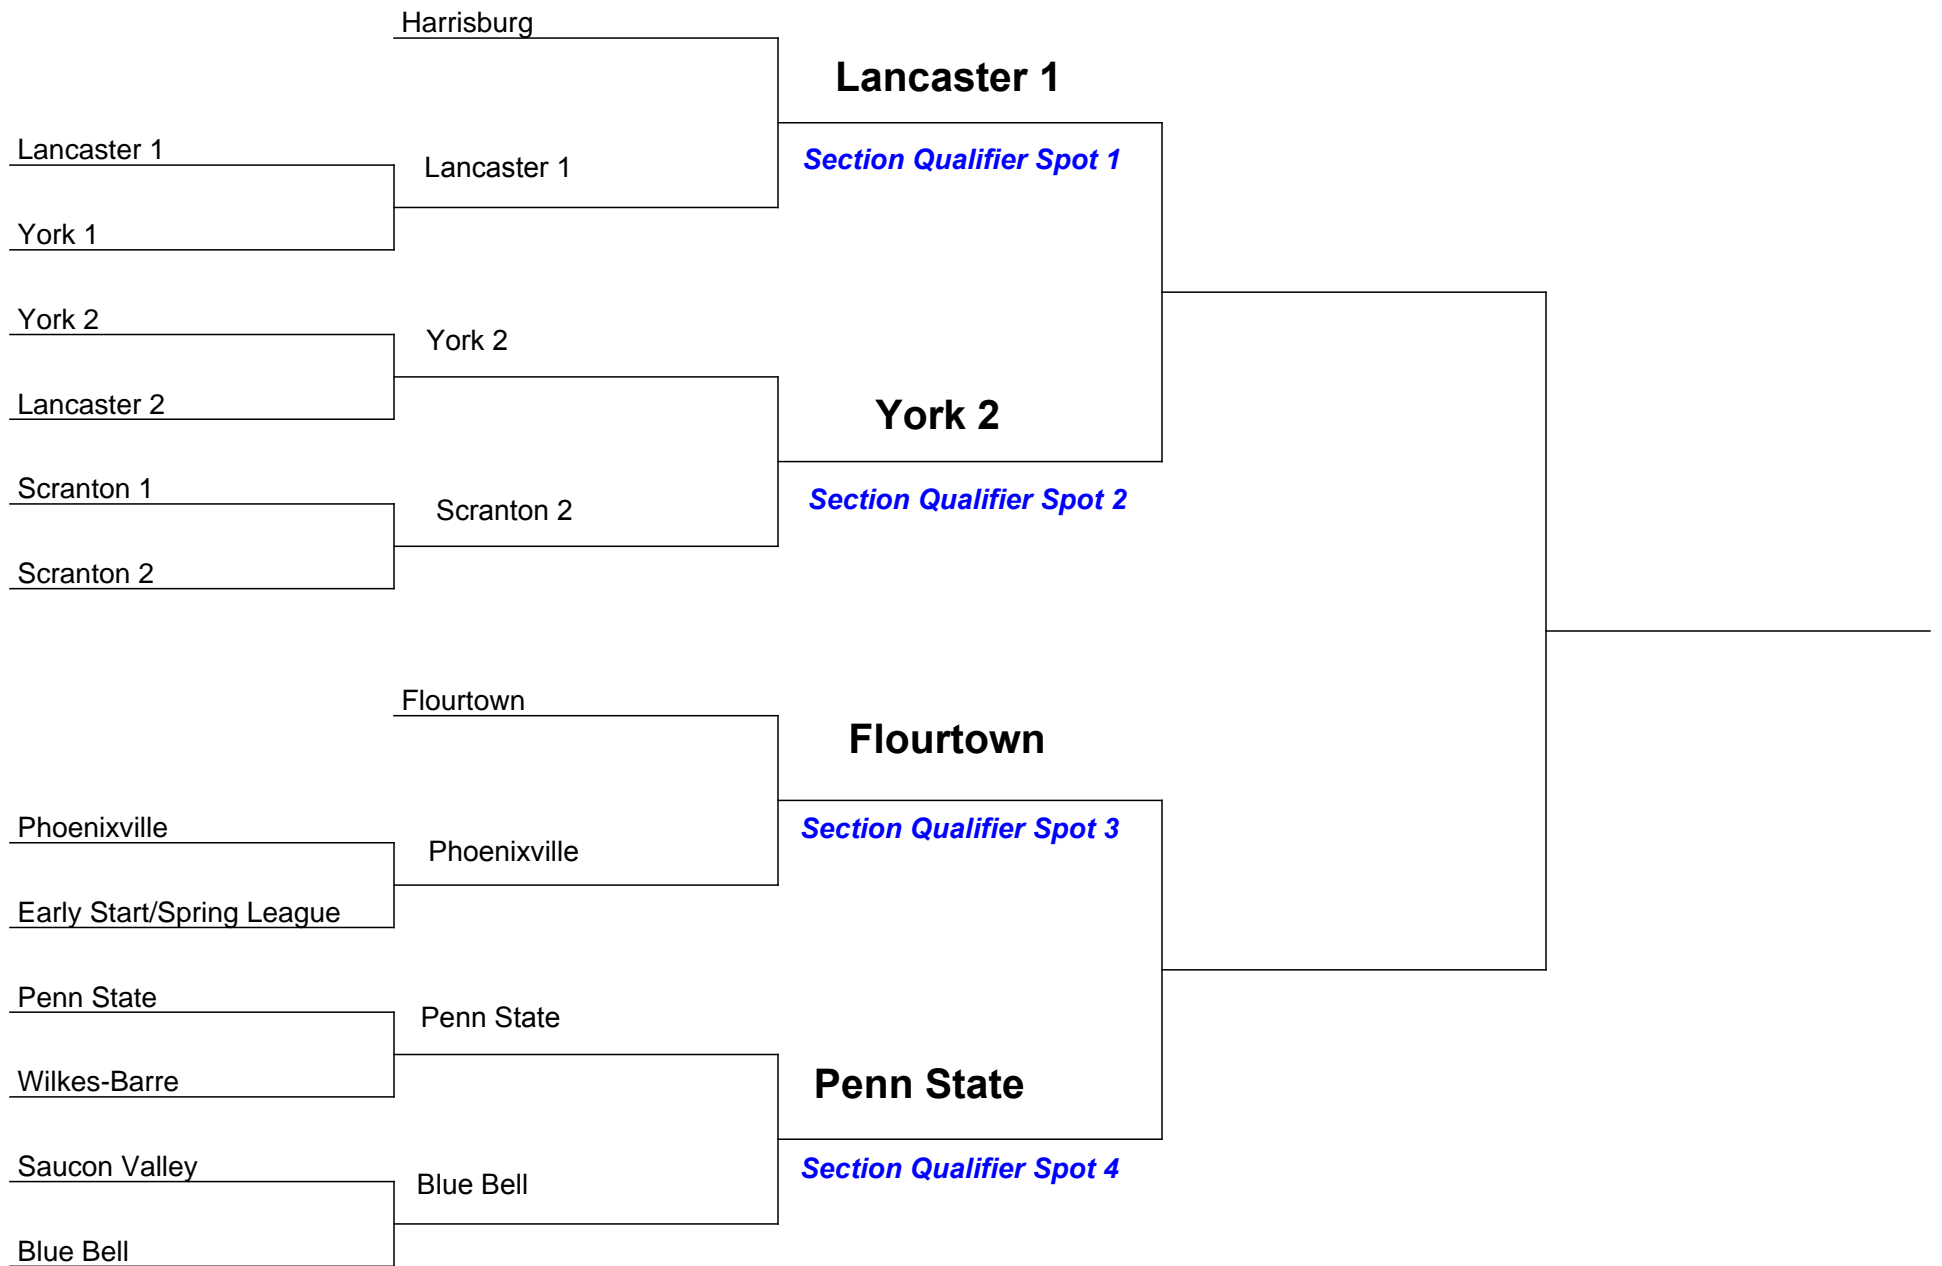 Harrisburg
Lancaster 1
Lancaster 1
Lancaster 1
Section Qualifier Spot 1
York 1
York 2
York 2
Lancaster 2
York 2
Scranton 1
Scranton 2
Section Qualifier Spot 2
Scranton 2
Flourtown
Flourtown
Phoenixville
Phoenixville
Section Qualifier Spot 3
Early Start/Spring League
Penn State
Penn State
Wilkes-Barre
Penn State
Saucon Valley
Blue Bell
Section Qualifier Spot 4
Blue Bell